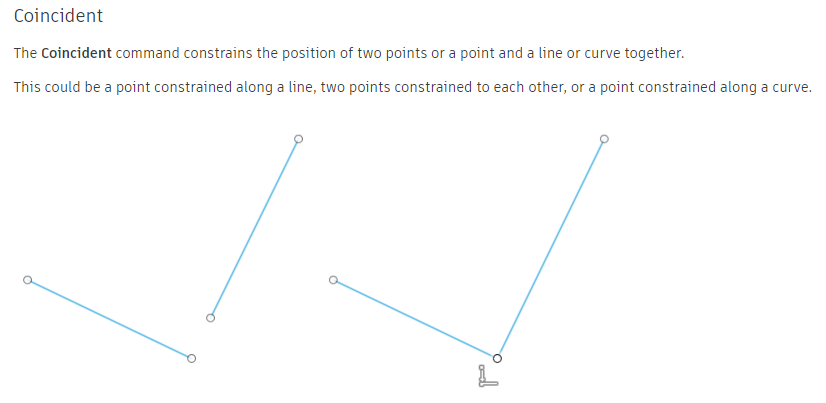 Coincident
The Coincident command constrains the position of two points or a point and a line or curve together.
This could be a point constrained along a line, two points constrained to each other, or a point constrained along a curve.